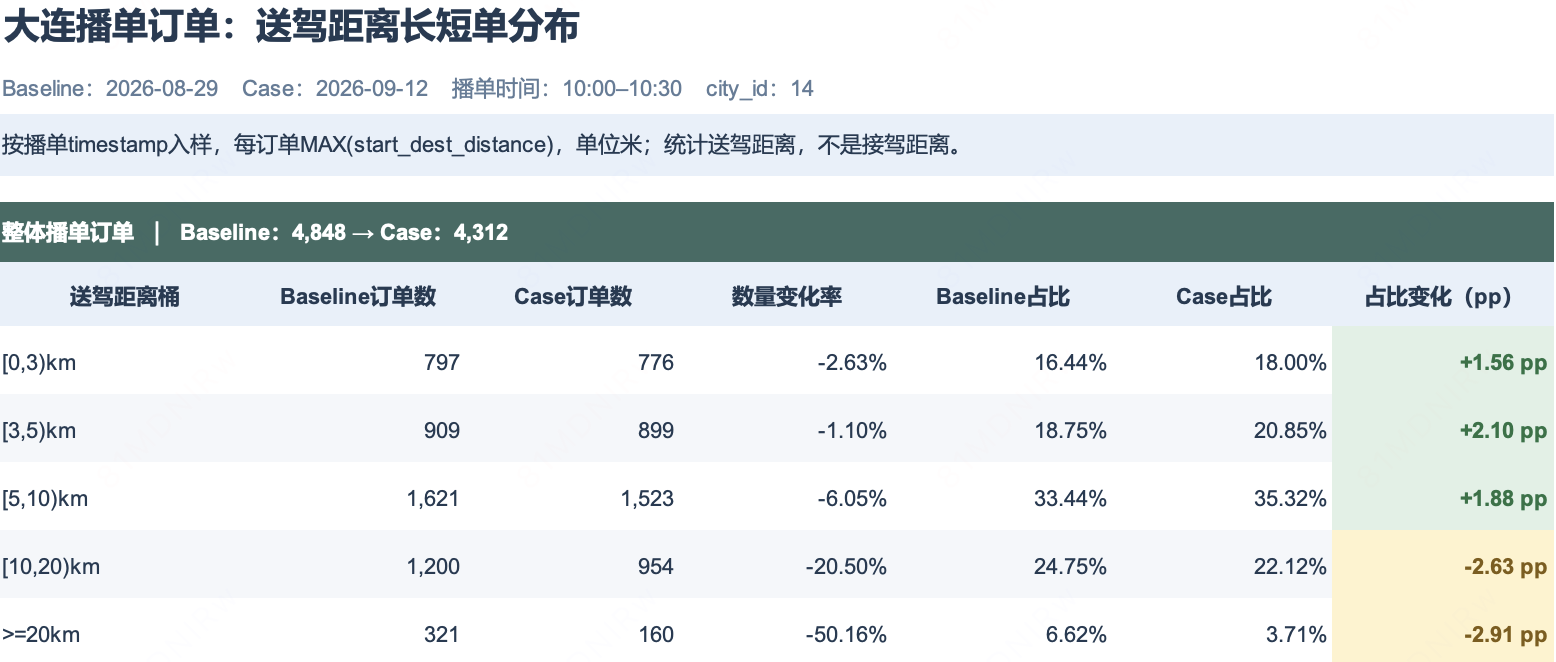 大连播单订单：送驾距离长短单分布
Baseline：2026-08-29 Case：2026-09-12 播单时间：10:00–10:30 city_id：14
按播单timestamp入样，每订单MAX(start_dest_distance)，单位米；统计送驾距离，不是接驾距离。
整体播单订单 | Baseline：4,848 → Case：4,312
送驾距离桶 Baseline订单数 Case订单数 数量变化率 Baseline占比 Case占比 占比变化（pp）
[0,3)km 797 776 -2.63% 16.44% 18.00% +1.56 pp
[3,5)km 909 899 -1.10% 18.75% 20.85% +2.10 pp
[5,10)km 1,621 1,523 -6.05% 33.44% 35.32% +1.88 pp
[10,20)km 1,200 954 -20.50% 24.75% 22.12% -2.63 pp
>=20km 321 160 -50.16% 6.62% 3.71% -2.91 pp